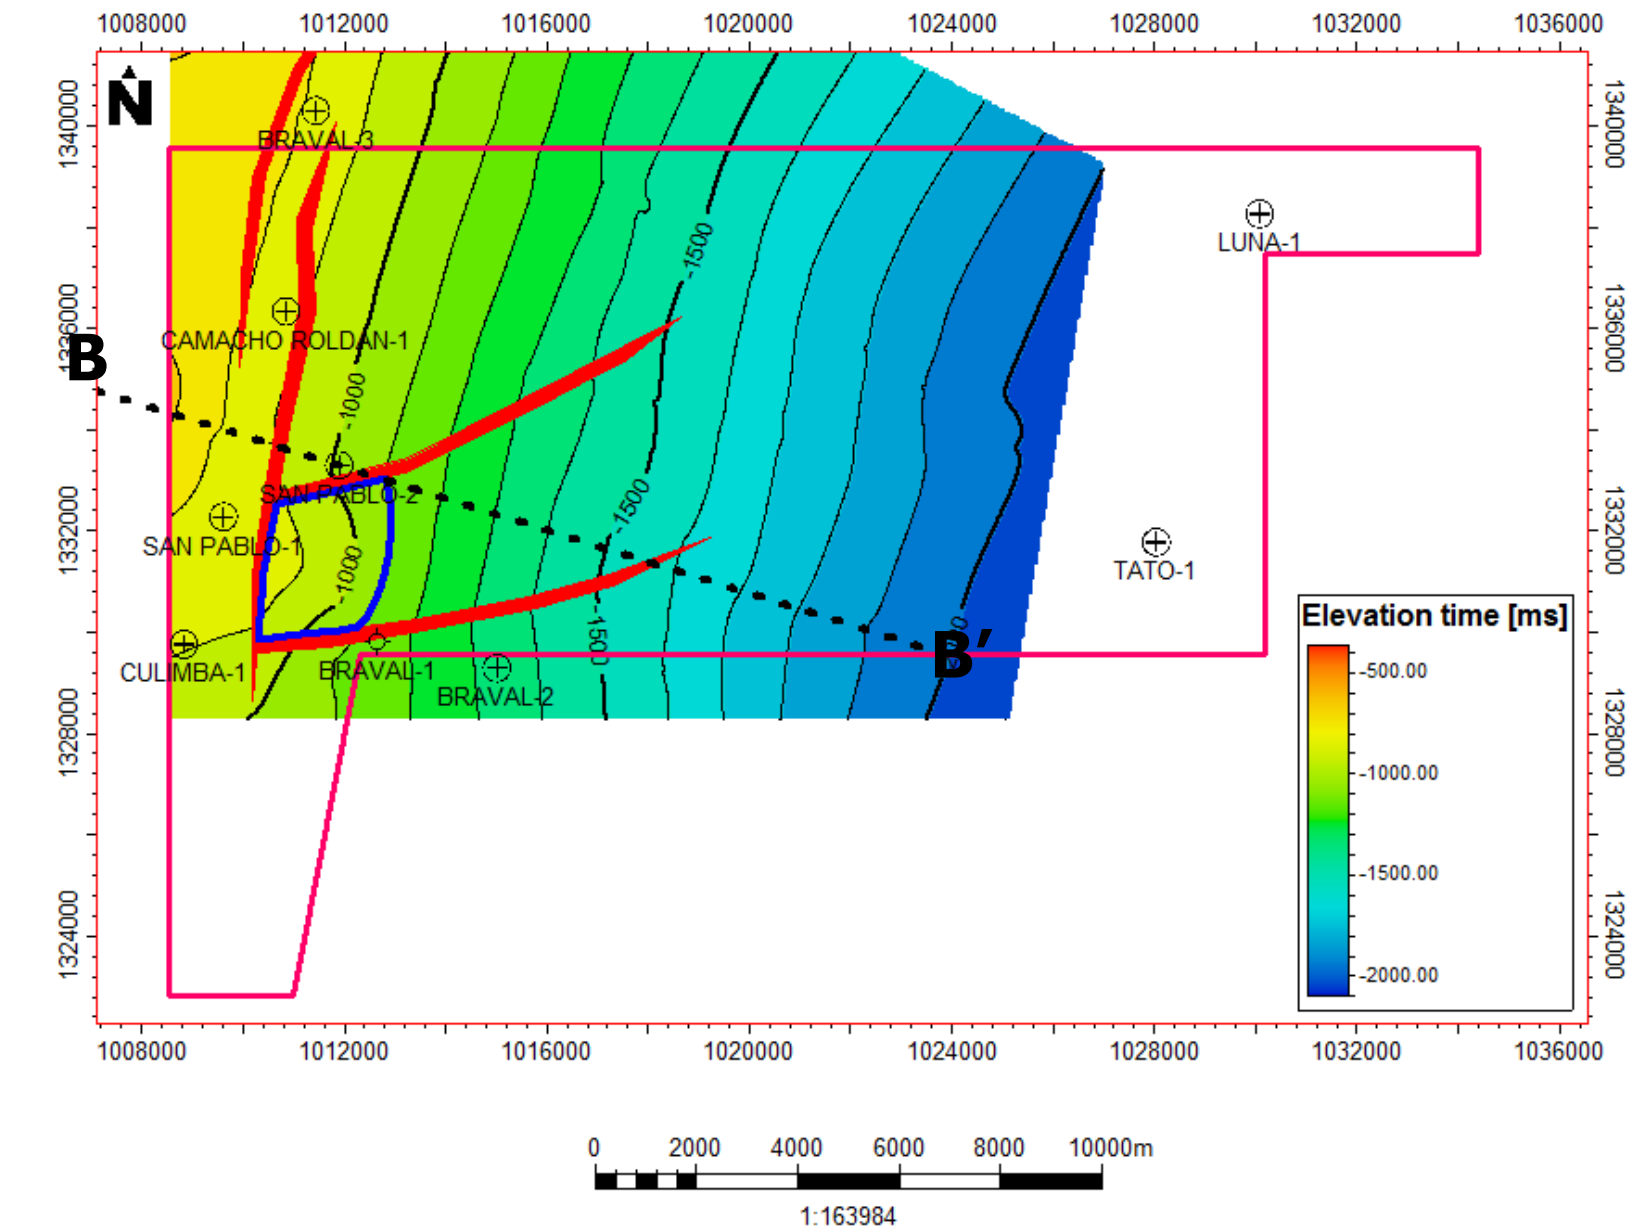 1008000 1012000 1016000 1020000 1024000 1028000 1032000 1036000
N
1340000
1340000
BRAVAL-3
LUNA-1
-1500
1336000
1336000
CAMACHO ROLDAN-1
B
-1000
SAN PABLO-2
-1500
1332000
1332000
SAN PABLO-1
TATO-1
-1000
Elevation time [ms]
-500.00
-1000.00
-1500.00
-2000.00
-1500
B'
CULIMBA-1
BRAVAL-1
BRAVAL-2
1328000
1328000
1324000
1324000
1008000 1012000 1016000 1020000 1024000 1028000 1032000 1036000
0 2000 4000 6000 8000 10000m
1:163984